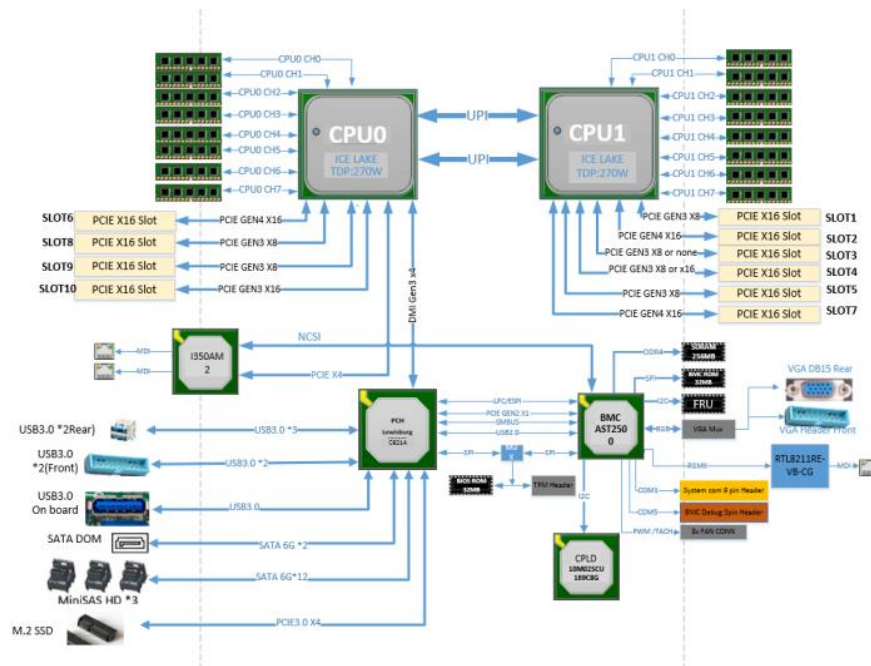 CPU0 CH0
CPU0 CH1
CPU0 CH2
CPU0 CH3
CPU0 CH4
CPU0 CH5
CPU0 CH6
CPU0 CH7
CPU0
ICE LAKE
TDP:270W
UPI
UPI
CPU1
ICE LAKE
TDP:270W
CPU1 CH0
CPU1 CH1
CPU1 CH2
CPU1 CH3
CPU1 CH4
CPU1 CH5
CPU1 CH6
CPU1 CH7
SLOT6 PCIE X16 Slot PCIE GEN4 X16
SLOT8 PCIE X16 Slot PCIE GEN3 X8
SLOT9 PCIE X16 Slot PCIE GEN3 X8
SLOT10 PCIE X16 Slot PCIE GEN3 X16
PCIE GEN3 X8 PCIE X16 Slot SLOT1
PCIE GEN4 X16 PCIE X16 Slot SLOT2
PCIE GEN3 X8 or none PCIE X16 Slot SLOT3
PCIE GEN3 X8 or x16 PCIE X16 Slot SLOT4
PCIE GEN3 X8 PCIE X16 Slot SLOT5
PCIE GEN4 X16 PCIE X16 Slot SLOT7
DMI Gen3 x4
NCSI
MDI
MDI
I350AM
2
PCIE X4
PCH
Lewisburg
C621A
LPC/ESPI
PCIE GEN2 X1
SMBUS
USB2.0
SPI
SPI
BIOS ROM
32MB
TPM Header
BMC
AST250
0
DDR4
256MB
SPI
BMC ROM
32MB
I2C
FRU
RGB
VGA Mux
VGA DB15 Rear
VGA Header Front
RTL8211RE-
VB-CG
MDI
COM1
System com 9 pin Header
COM5
BMC Debug 3pin Header
PWM /TACH
8x FAN CONN
I2C
CPLD
USB3.0 *2Rear)
USB3.0 *3
USB3.0
*2(Front)
USB3.0 *2
USB3.0
On board
USB3.0
SATA DOM
SATA 6G *2
MiniSAS HD *3
SATA 6G*12
M.2 SSD
PCIE3.0 X4